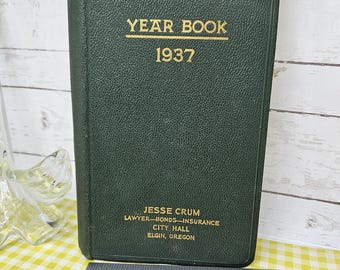 YEAR BOOK
1937
JESSE CRUM
LAWYER—BONDS—INSURANCE
CITY HALL
ELGIN, OREGON